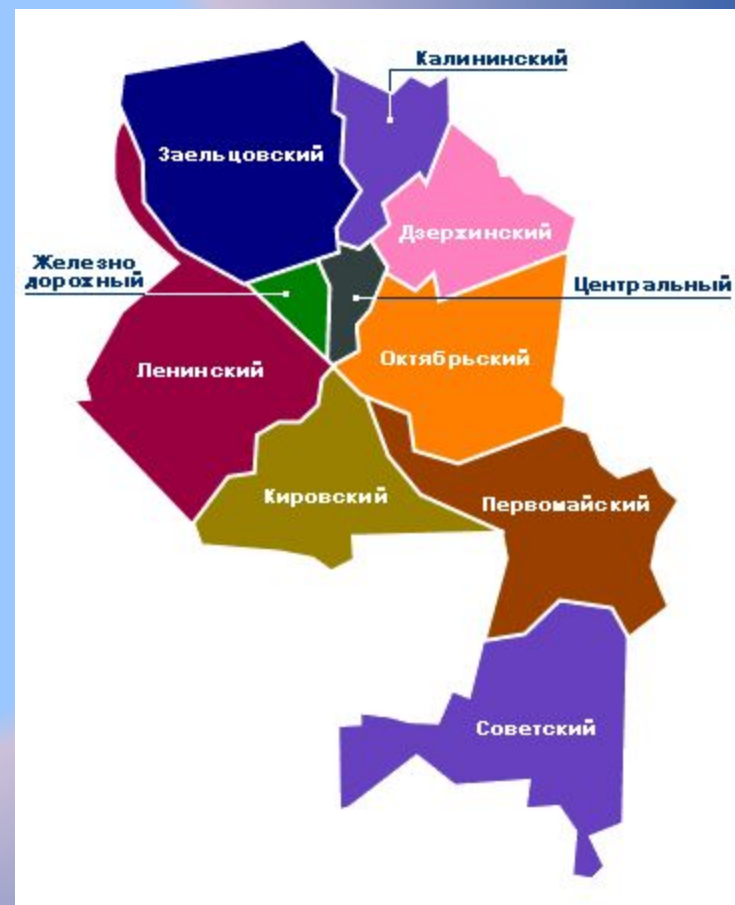 Калининский
Заельцовский
Дзержинский
Железно
дорожный
Центральный
Октябрьский
Ленинский
Кировский
Первомайский
Советский